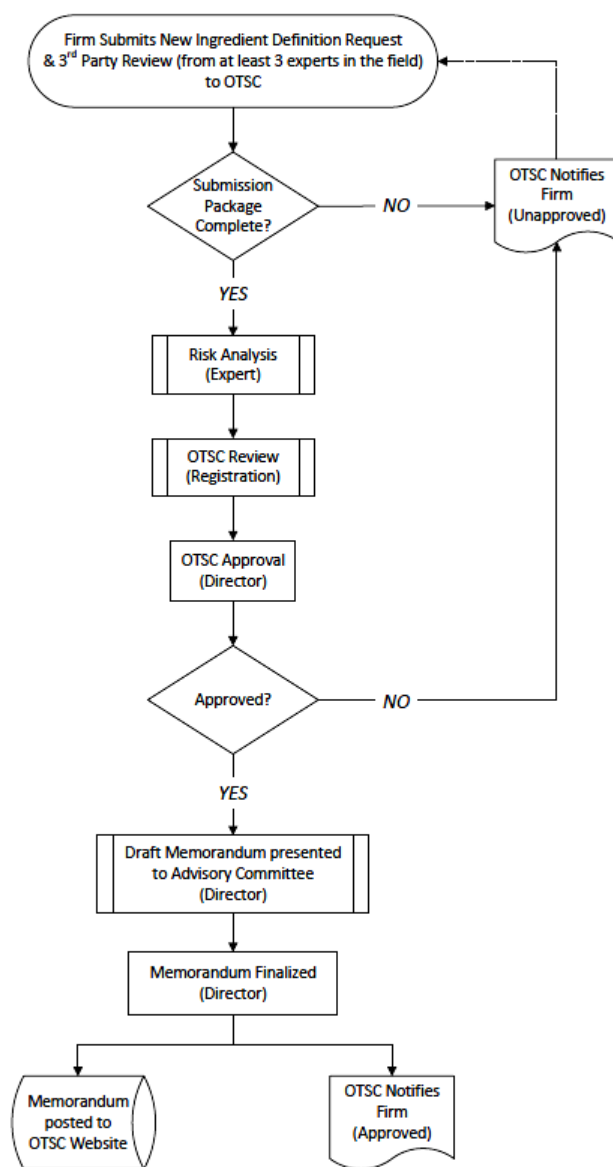 Firm Submits New Ingredient Definition Request
& 3rd Party Review (from at least 3 experts in the field)
to OTSC
Submission
Package
Complete?
NO
OTSC Notifies
Firm
(Unapproved)
YES
Risk Analysis
(Expert)
OTSC Review
(Registration)
OTSC Approval
(Director)
Approved?
NO
YES
Draft Memorandum presented
to Advisory Committee
(Director)
Memorandum Finalized
(Director)
Memorandum
posted to
OTSC Website
OTSC Notifies
Firm
(Approved)